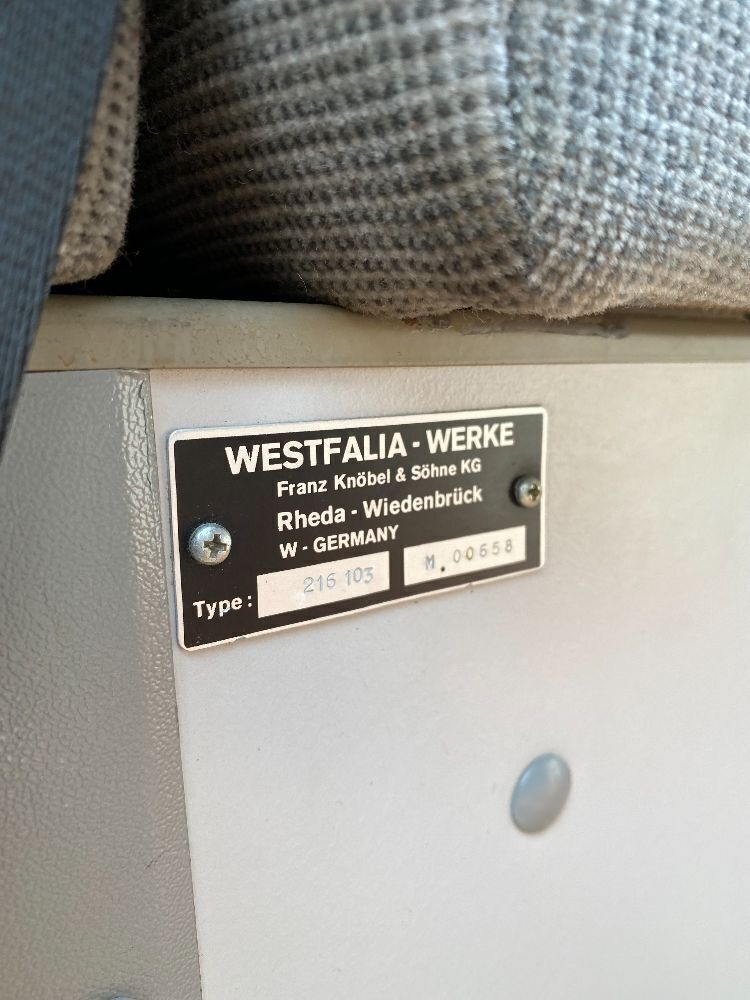 WESTFALIA - WERKE
Franz Knöbel & Söhne KG
Rheda - Wiedenbrück
W - GERMANY
Type: 216 103 M. 00658